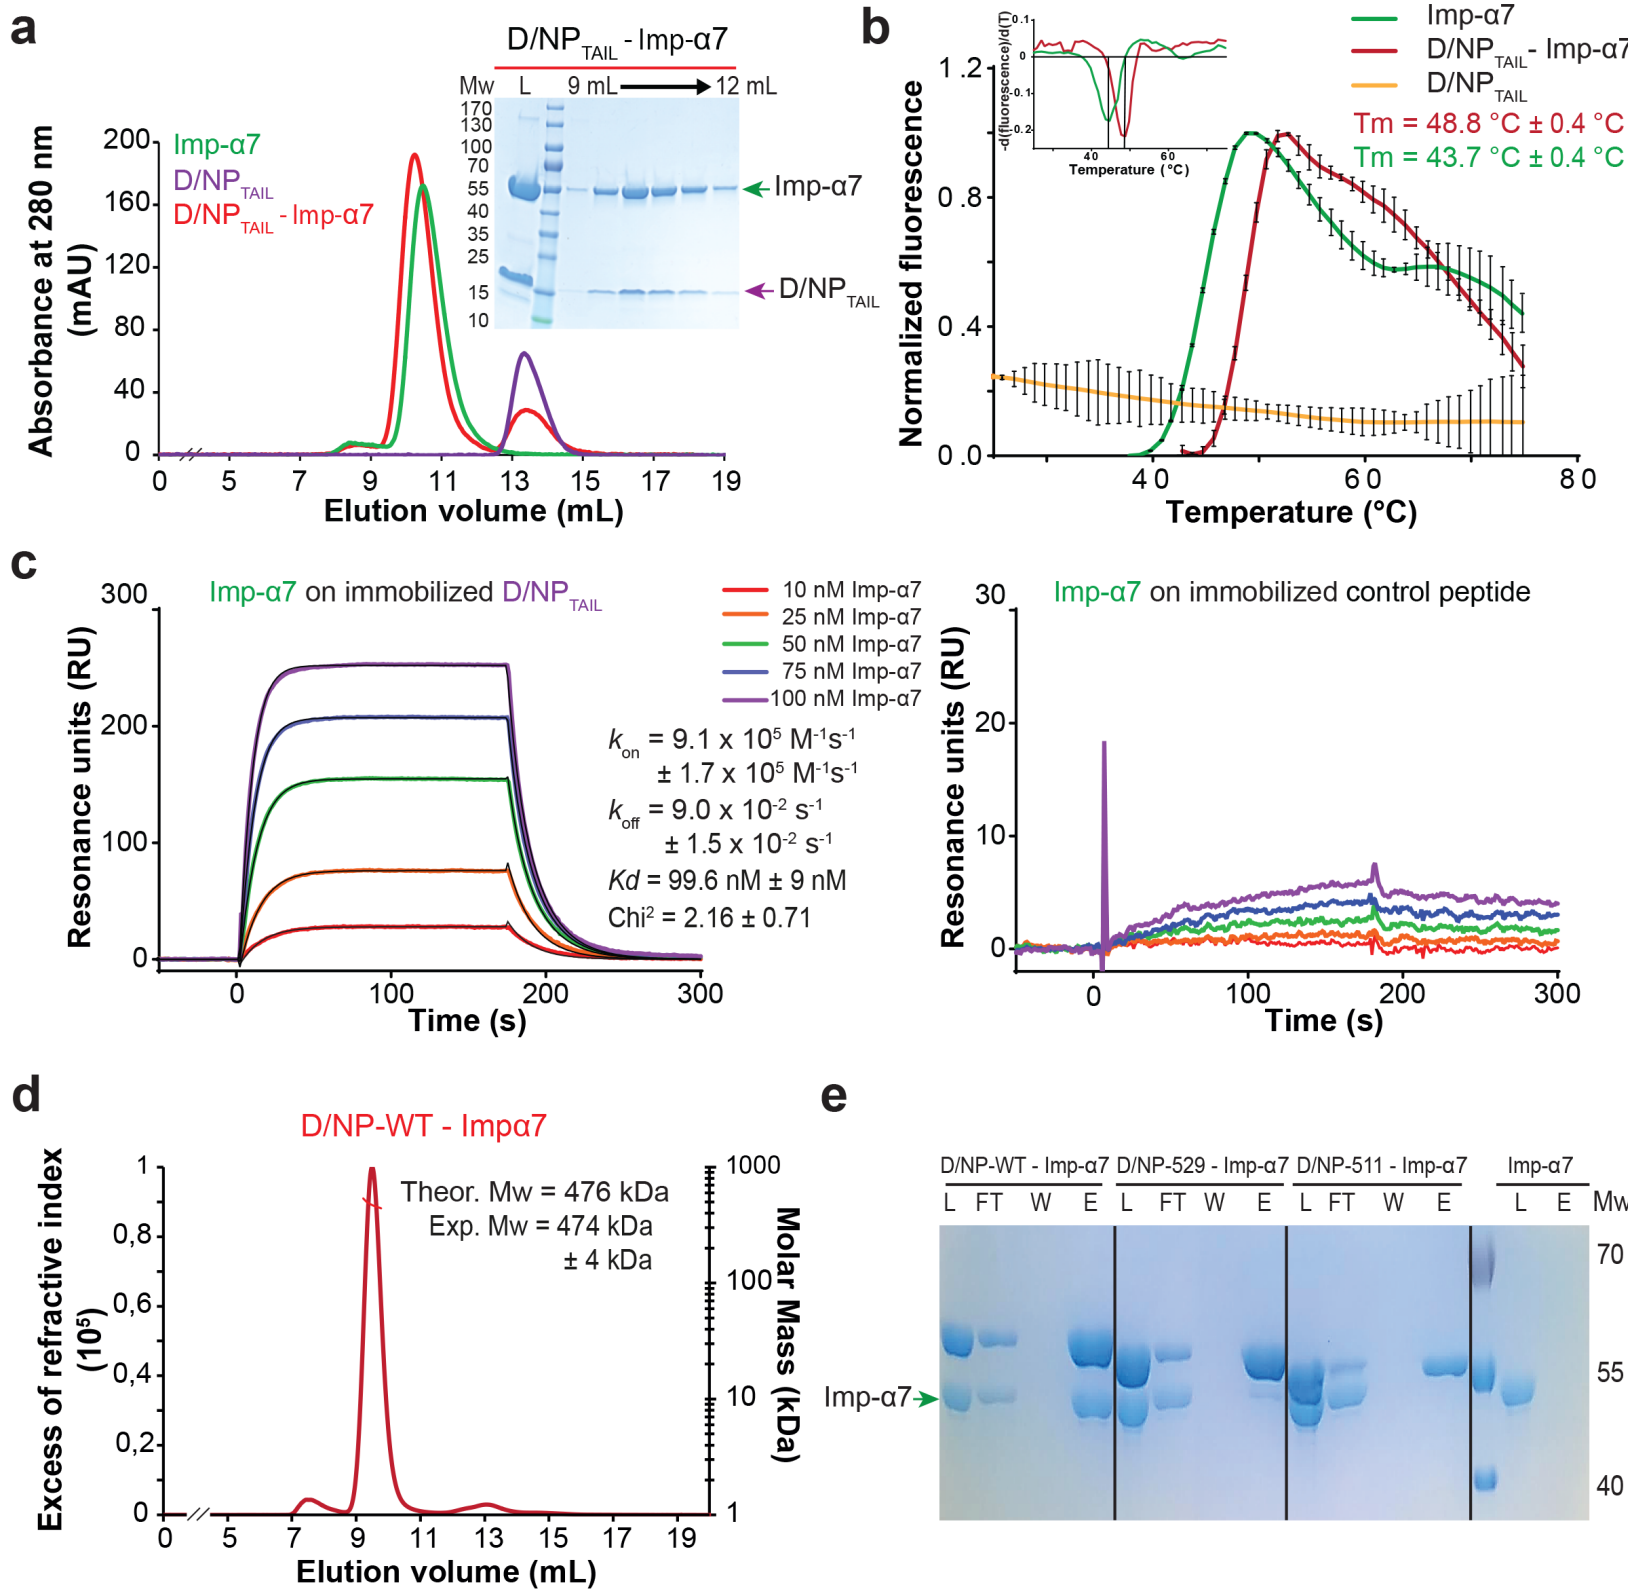 a
D/NPTAIL - Imp-α7
Mw L 9 mL 12 mL
170
130
100
70
55
40
35
25
15
10
Imp-α7
D/NPTAIL
Imp-α7
D/NPTAIL
D/NPTAIL - Imp-α7
Absorbance at 280 nm
(mAU)
200
160
120
80
40
0
0 5 7 9 11 13 15 17 19
Elution volume (mL)
b
Imp-α7
D/NPTAIL - Imp-α7
D/NPTAIL
Tm = 48.8 °C ± 0.4 °C
Tm = 43.7 °C ± 0.4 °C
-d(fluorescence)/d(T)
0.1
0
-0.1
-0.2
40 60
Temperature (°C)
Normalized fluorescence
1.2
0.8
0.4
0.0
40 60 80
Temperature (°C)
c
Imp-α7 on immobilized D/NPTAIL
10 nM Imp-α7
25 nM Imp-α7
50 nM Imp-α7
75 nM Imp-α7
100 nM Imp-α7
kon = 9.1 x 10⁵ M⁻¹s⁻¹
± 1.7 x 10⁵ M⁻¹s⁻¹
koff = 9.0 x 10⁻² s⁻¹
± 1.5 x 10⁻² s⁻¹
Kd = 99.6 nM ± 9 nM
Chi² = 2.16 ± 0.71
Resonance units (RU)
300
200
100
0
0 100 200 300
Time (s)
Imp-α7 on immobilized control peptide
Resonance units (RU)
30
20
10
0
0 100 200 300
Time (s)
d
D/NP-WT - Impα7
Theor. Mw = 476 kDa
Exp. Mw = 474 kDa
± 4 kDa
Excess of refractive index
(10⁵)
1
0,8
0,6
0,4
0,2
0
1000
100
10
1
Molar Mass (kDa)
0 5 7 9 11 13 15 17 19
Elution volume (mL)
e
D/NP-WT - Imp-α7 D/NP-529 - Imp-α7 D/NP-511 - Imp-α7 Imp-α7
L FT W E L FT W E L FT W E L E Mw
70
55
40
Imp-α7